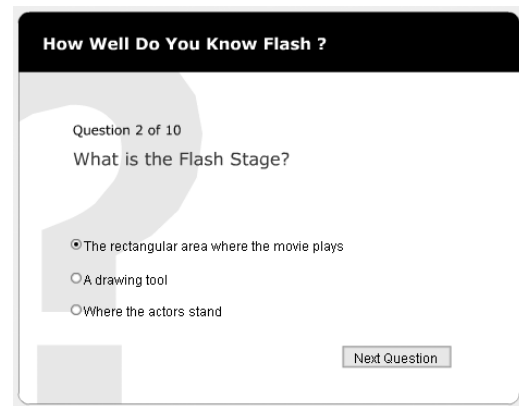 How Well Do You Know Flash ?
Question 2 of 10
What is the Flash Stage?
The rectangular area where the movie plays
A drawing tool
Where the actors stand
Next Question